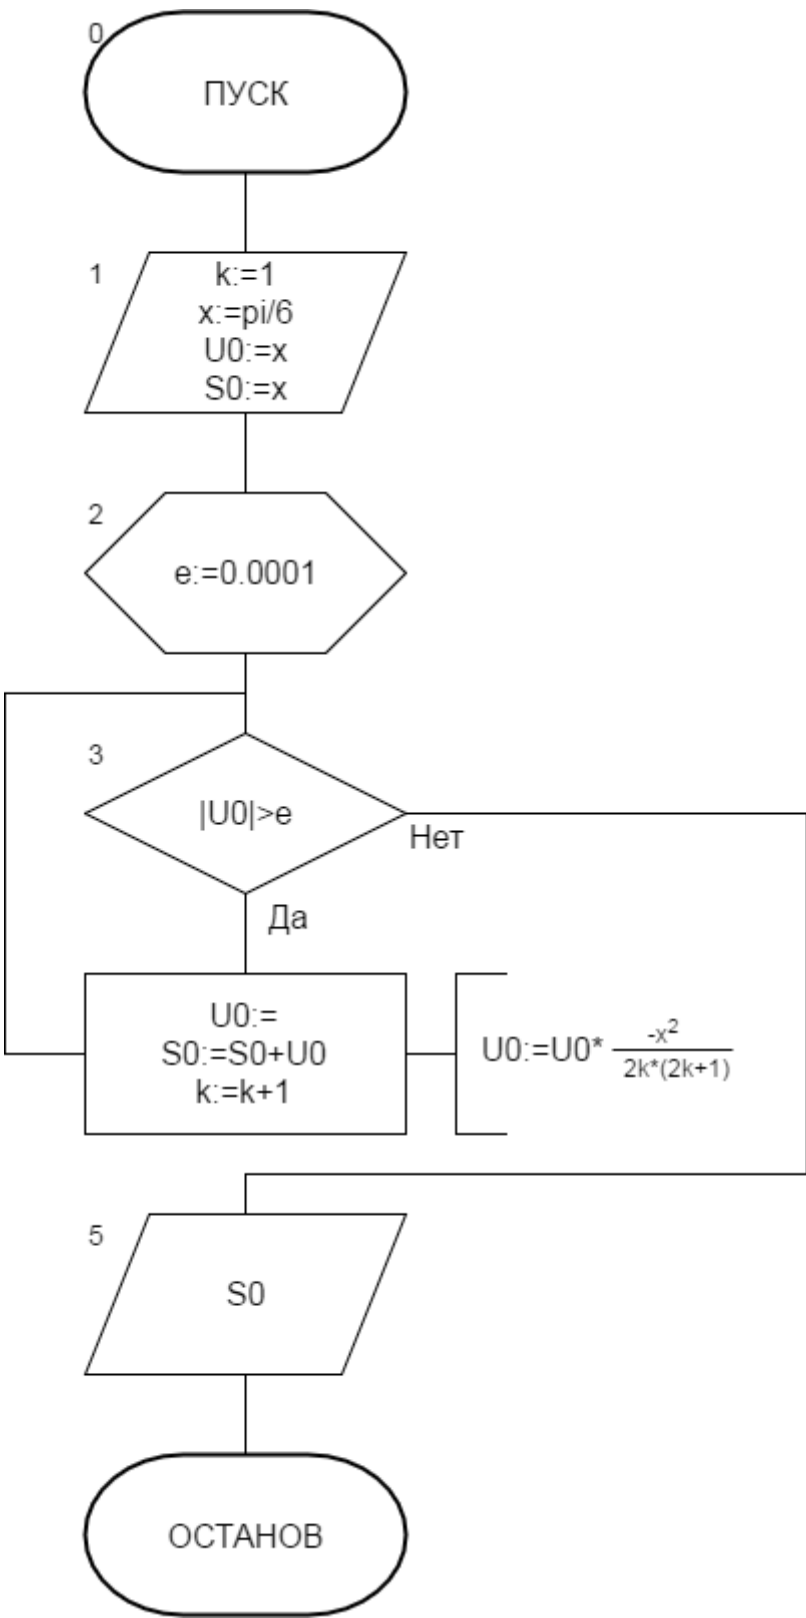 0
ПУСК
1
k:=1
x:=pi/6
U0:=x
S0:=x
2
e:=0.0001
3
|U0|>e
Нет
Да
U0:=
S0:=S0+U0
k:=k+1
U0:=U0* -x²
2k*(2k+1)
5
S0
ОСТАНОВ